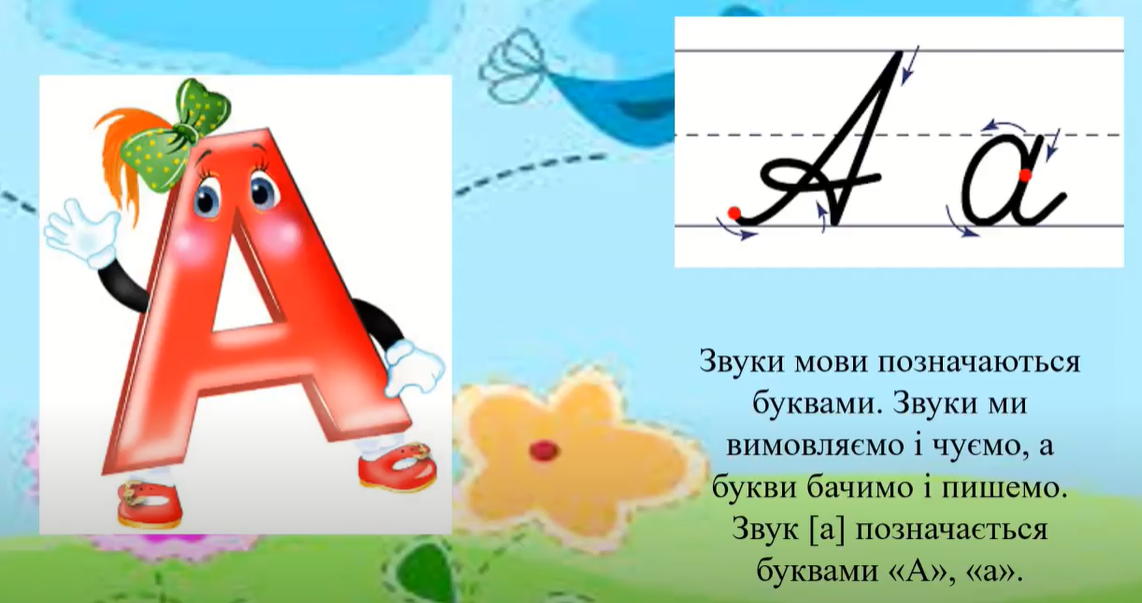 А а
Звуки мови позначаються
буквами. Звуки ми
вимовляємо і чуємо, а
букви бачимо і пишемо.
Звук [а] позначається
буквами «А», «а».
А